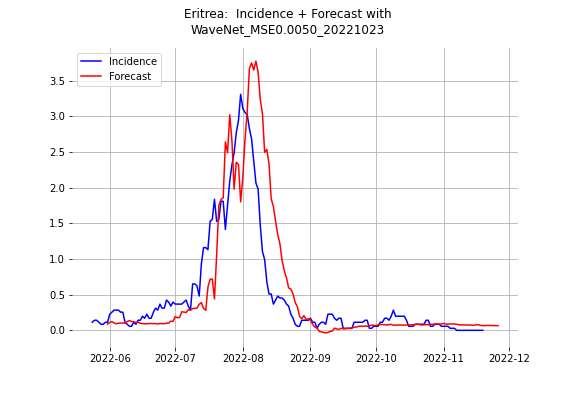 Eritrea:  Incidence + Forecast with
WaveNet_MSE0.0050_20221023
Incidence
Forecast
3.5
3.0
2.5
2.0
1.5
1.0
0.5
0.0
2022-06 2022-07 2022-08 2022-09 2022-10 2022-11 2022-12